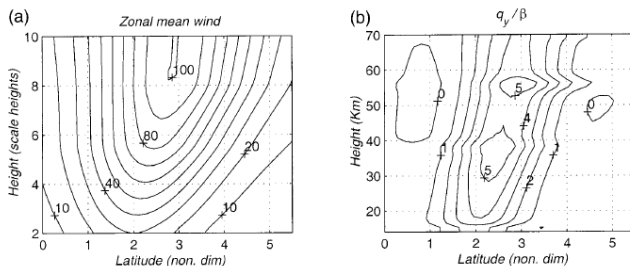 (a)
Zonal mean wind
Height (scale heights)
10
8
6
4
2
100
80
20
40
10
10
0 1 2 3 4 5
Latitude (non. dim)
(b)
q_y / β
Height (Km)
70
60
50
40
30
20
5
0
0
4
1
1
5
2
0 1 2 3 4 5
Latitude (non. dim)